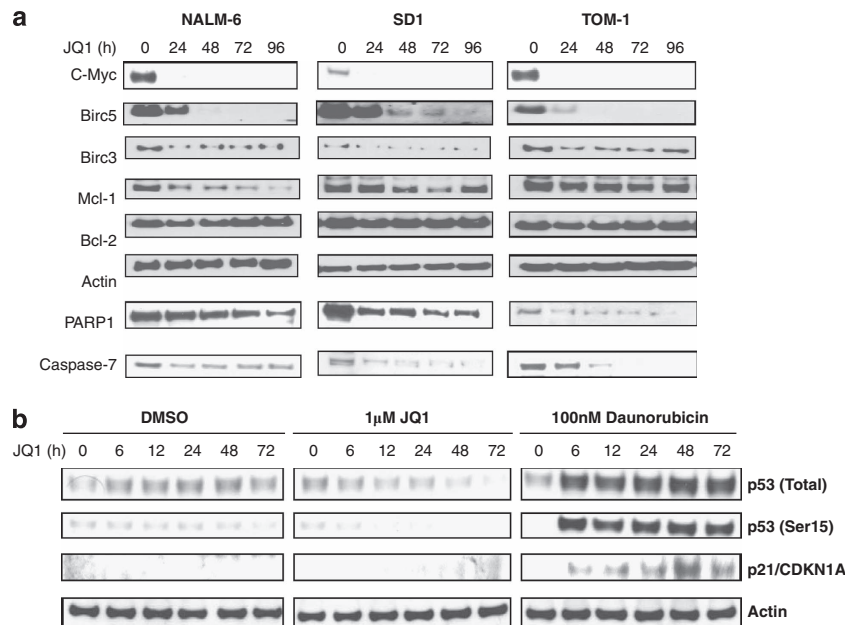 a
NALM-6 SD1 TOM-1
JQ1 (h) 0 24 48 72 96 0 24 48 72 96 0 24 48 72 96
C-Myc
Birc5
Birc3
Mcl-1
Bcl-2
Actin
PARP1
Caspase-7
b
DMSO 1μM JQ1 100nM Daunorubicin
JQ1 (h) 0 6 12 24 48 72 0 6 12 24 48 72 0 6 12 24 48 72
p53 (Total)
p53 (Ser15)
p21/CDKN1A
Actin